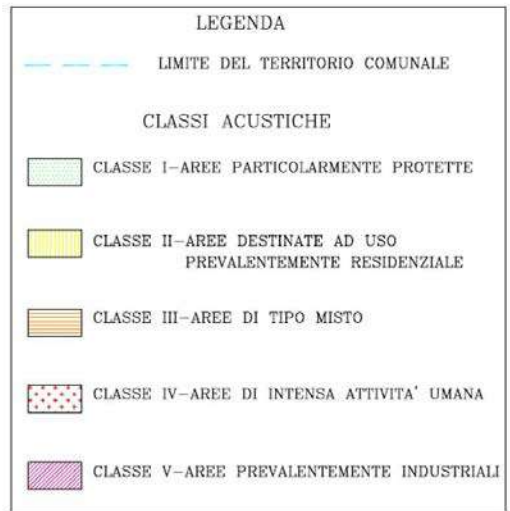 LEGENDA
LIMITE DEL TERRITORIO COMUNALE
CLASSI ACUSTICHE
CLASSE I-AREE PARTICOLARMENTE PROTETTE
CLASSE II-AREE DESTINATE AD USO
PREVALENTEMENTE RESIDENZIALE
CLASSE III-AREE DI TIPO MISTO
CLASSE IV-AREE DI INTENSA ATTIVITA' UMANA
CLASSE V-AREE PREVALENTEMENTE INDUSTRIALI